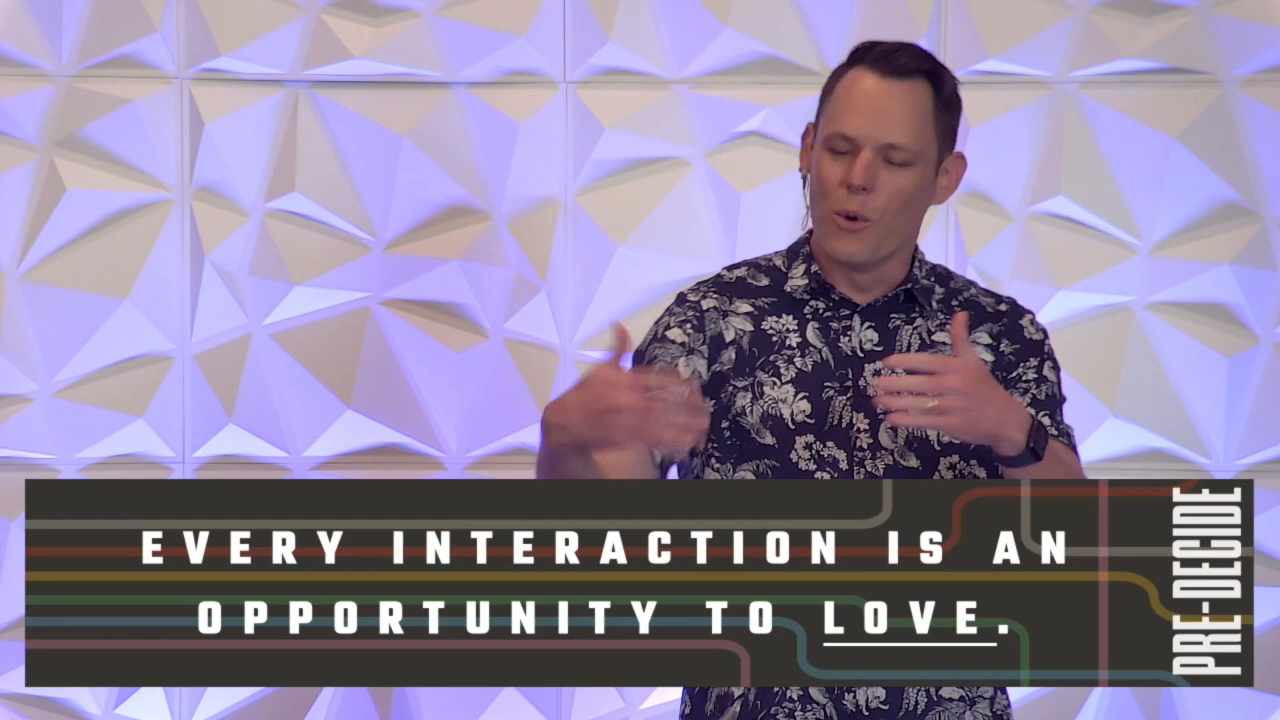 EVERY INTERACTION IS AN
OPPORTUNITY TO LOVE.
PRE-DECIDE